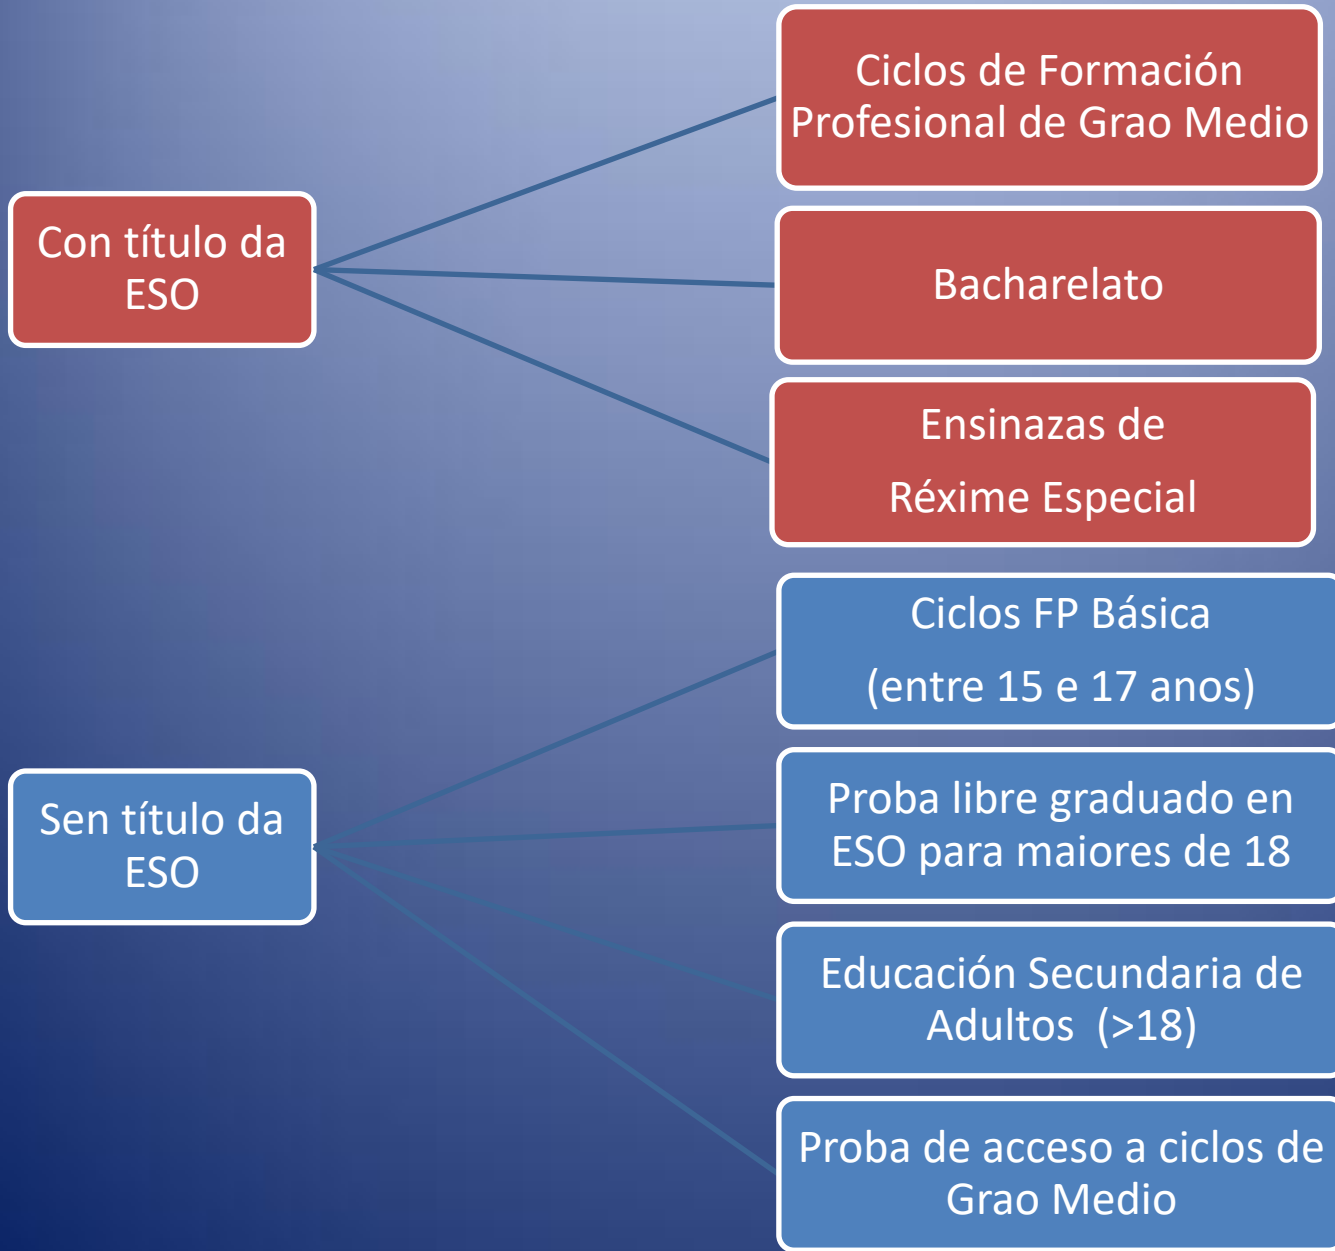 Con título da
ESO
Ciclos de Formación
Profesional de Grao Medio
Bacharelato
Ensinazas de
Réxime Especial
Sen título da
ESO
Ciclos FP Básica
(entre 15 e 17 anos)
Proba libre graduado en
ESO para maiores de 18
Educación Secundaria de
Adultos (>18)
Proba de acceso a ciclos de
Grao Medio